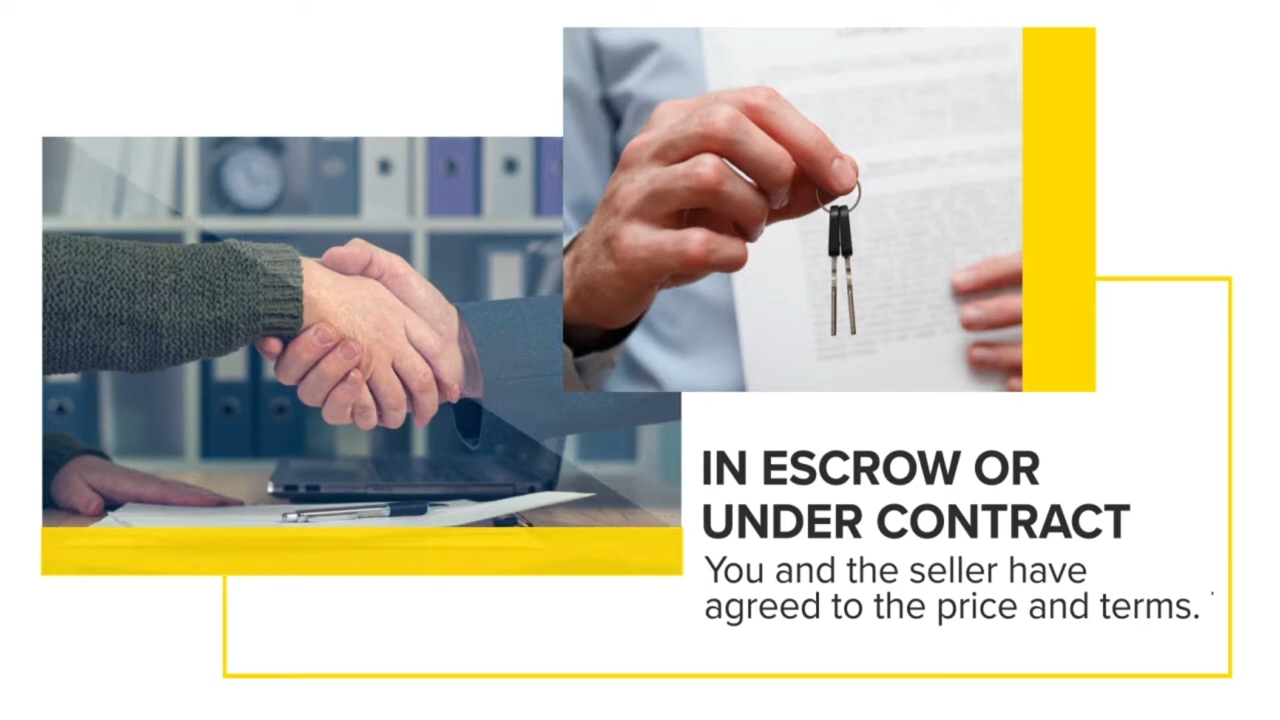 IN ESCROW OR
UNDER CONTRACT
You and the seller have
agreed to the price and terms.